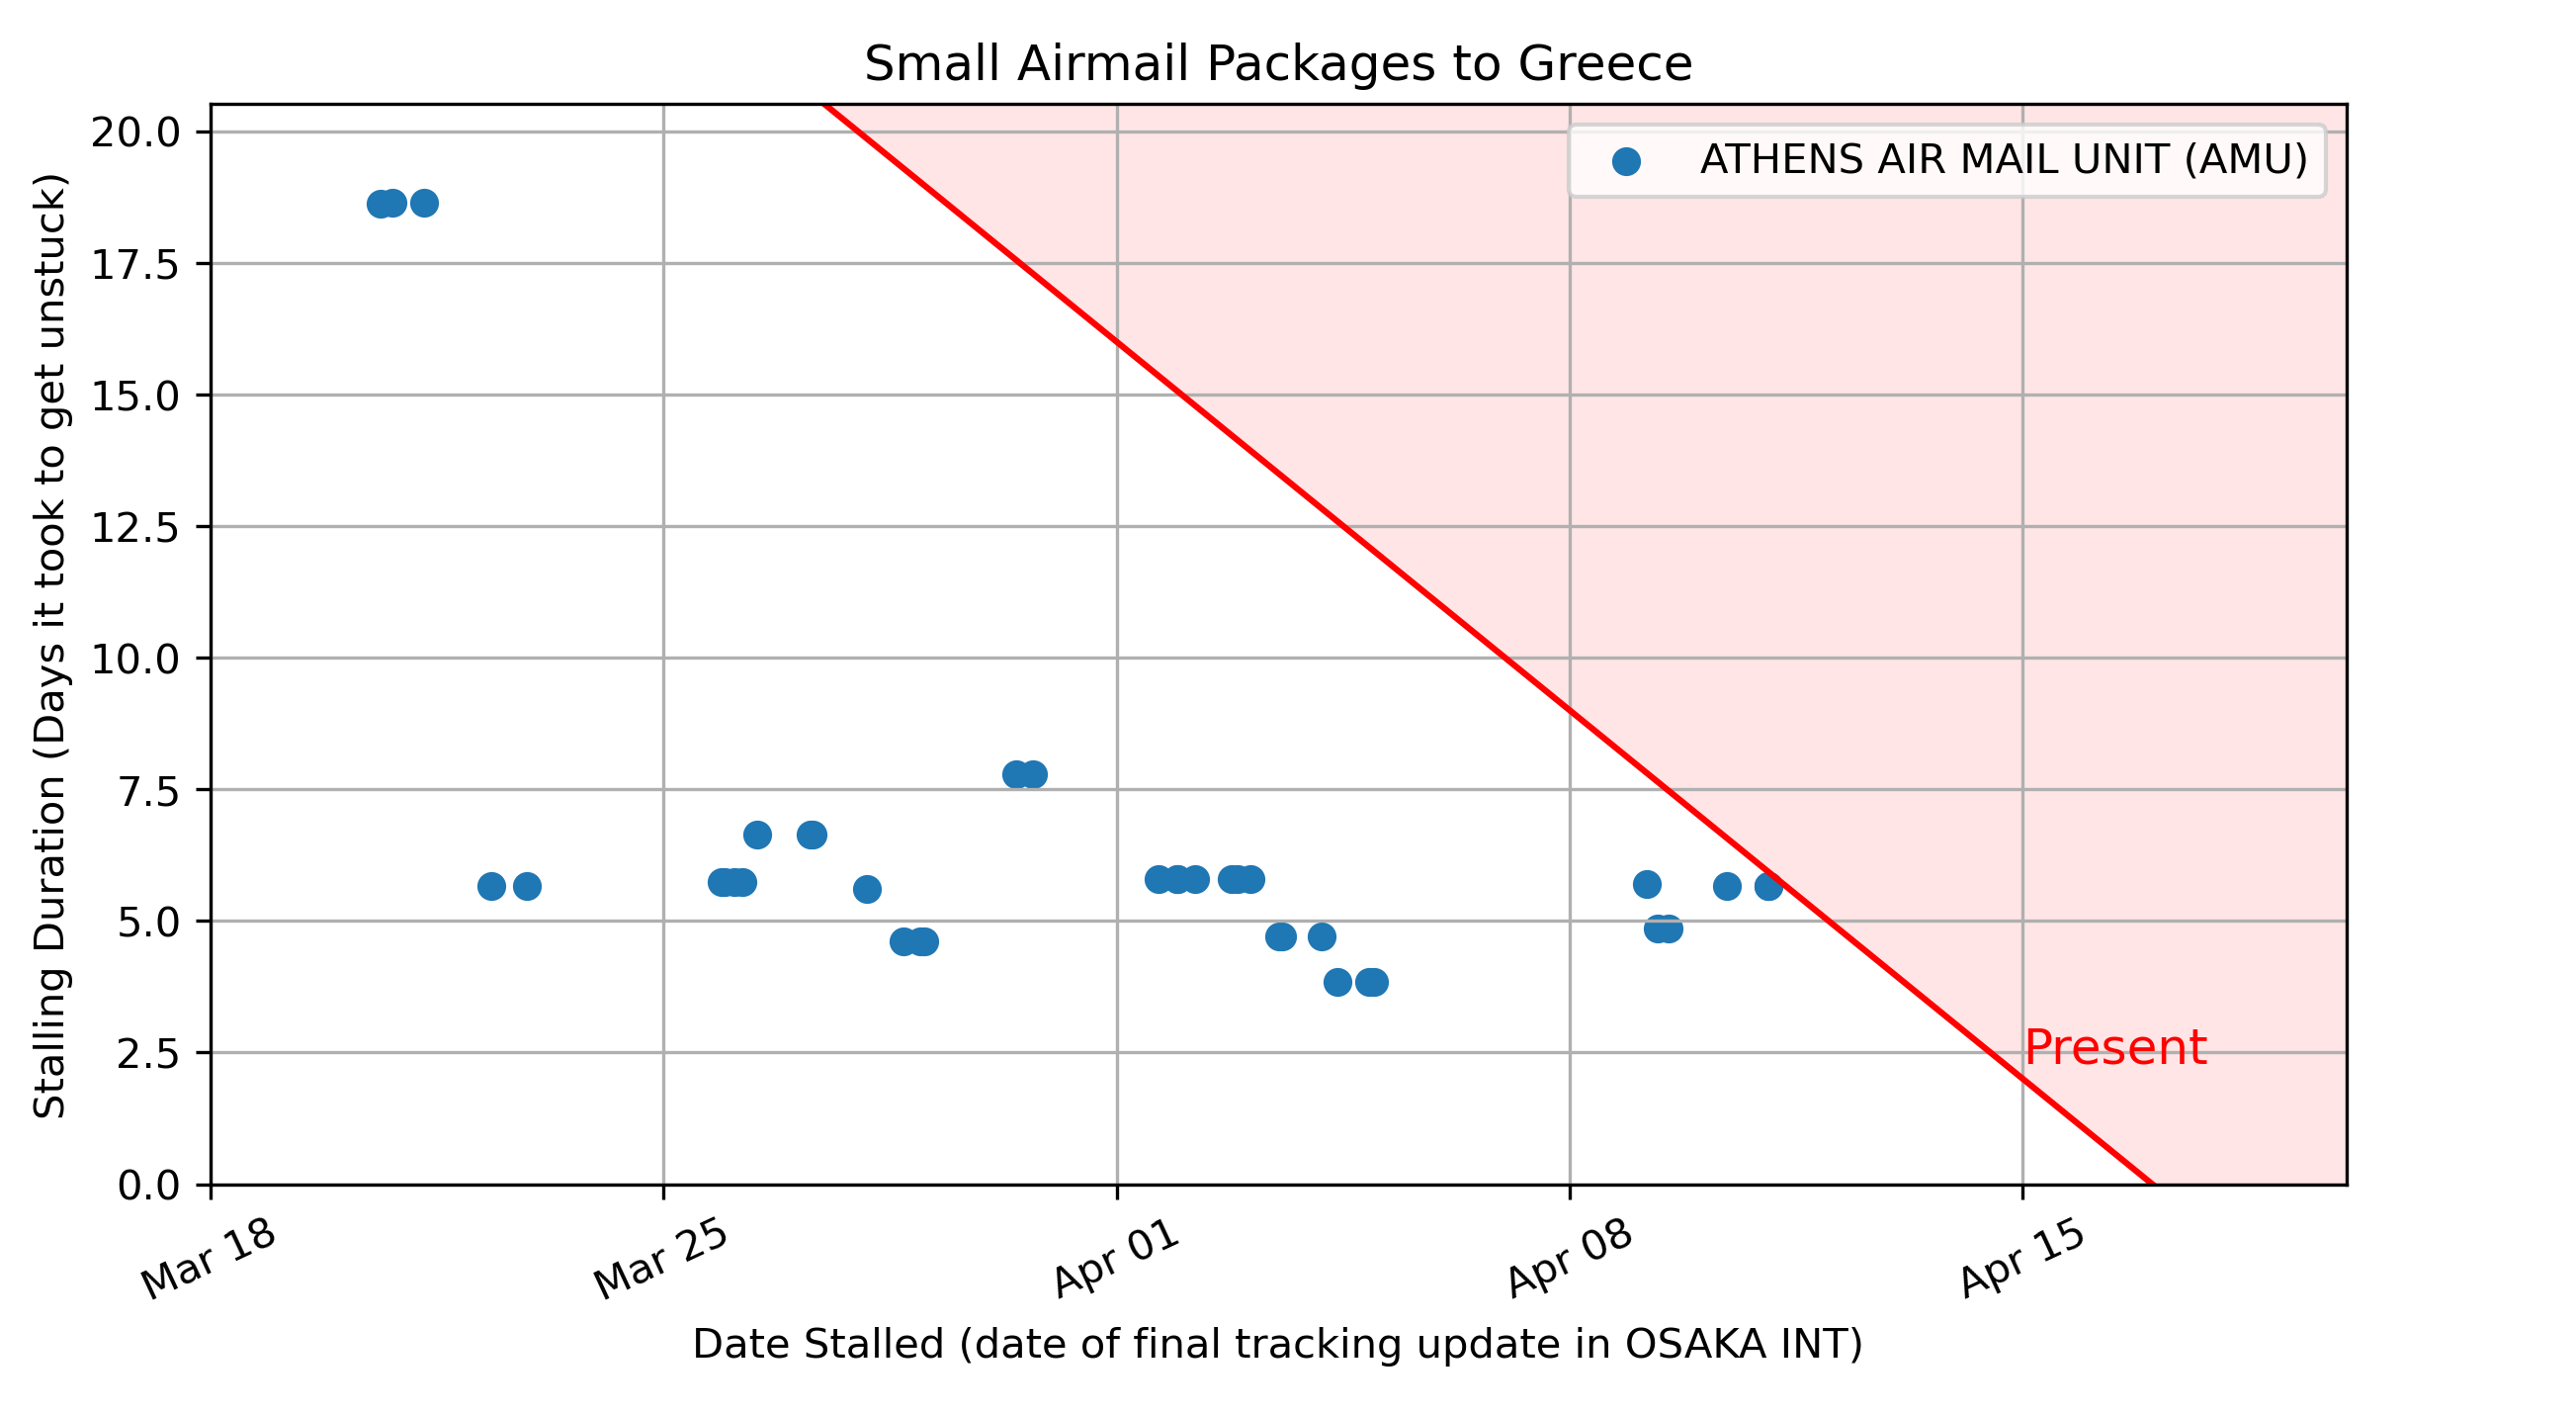 Small Airmail Packages to Greece
ATHENS AIR MAIL UNIT (AMU)
Stalling Duration (Days it took to get unstuck)
20.0
17.5
15.0
12.5
10.0
7.5
5.0
2.5
0.0
Present
Mar 18
Mar 25
Apr 01
Apr 08
Apr 15
Date Stalled (date of final tracking update in OSAKA INT)